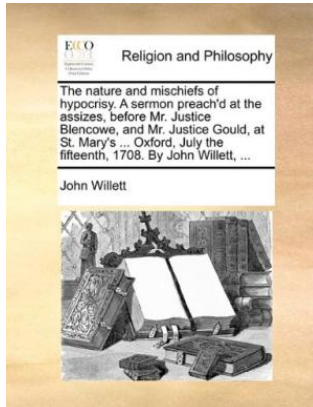 ECCO
Religion and Philosophy
The nature and mischiefs of
hypocrisy. A sermon preach'd at the
assizes, before Mr. Justice
Blencowe, and Mr. Justice Gould, at
St. Mary's ... Oxford, July the
fifteenth, 1708. By John Willett, ...
John Willett